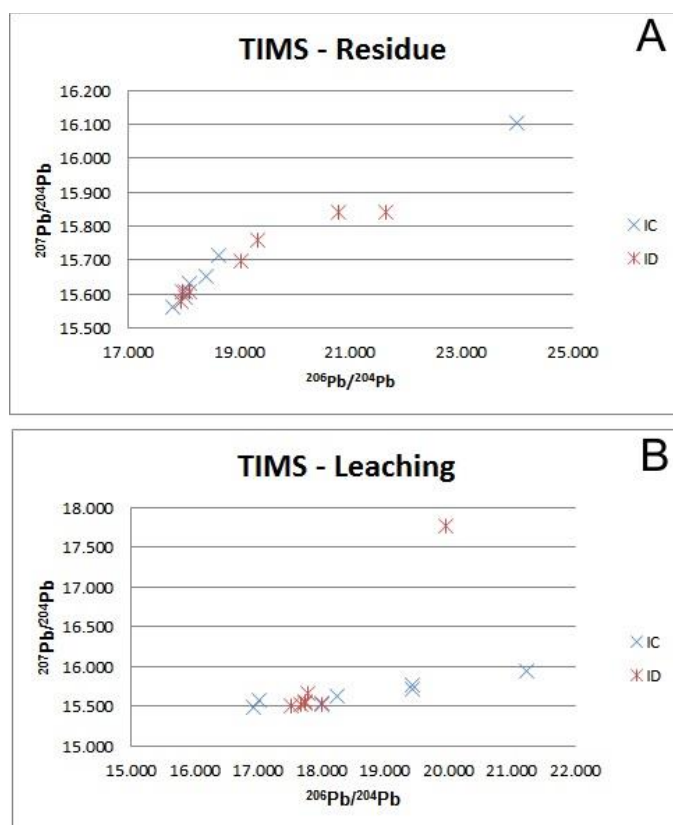 TIMS - Residue
A
16.200
16.100
16.000
15.900
15.800
15.700
15.600
15.500
²⁰⁷Pb/²⁰⁴Pb
17.000 19.000 21.000 23.000 25.000
²⁰⁶Pb/²⁰⁴Pb
IC
ID
TIMS - Leaching
B
18.000
17.500
17.000
16.500
16.000
15.500
15.000
²⁰⁷Pb/²⁰⁴Pb
15.000 16.000 17.000 18.000 19.000 20.000 21.000 22.000
²⁰⁶Pb/²⁰⁴Pb
IC
ID